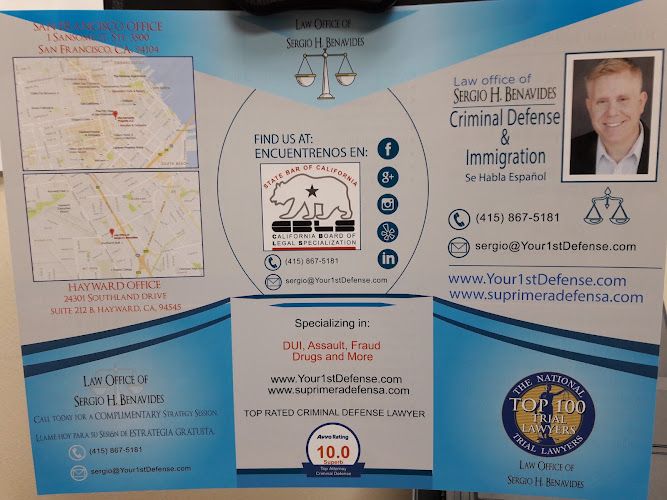 SAN FRANCISCO OFFICE
SAN FRANCISCO, CA, 94104
HAYWARD OFFICE
24301 SOUTHLAND DRIVE
SUITE 212 B, HAYWARD, CA, 94545
LAW OFFICE OF
SERGIO H. BENAVIDES
CALL TODAY FOR A COMPLIMENTARY STRATEGY SESSION.
LLAME HOY PARA SU SESIÓN DE ESTRATEGIA GRATUITA.
(415) 867-5181
sergio@Your1stDefense.com
LAW OFFICE OF
SERGIO H. BENAVIDES
FIND US AT:
ENCUENTRENOS EN:
STATE BAR OF CALIFORNIA
CBLS
CALIFORNIA BOARD OF
LEGAL SPECIALIZATION
f
g+
in
(415) 867-5181
sergio@Your1stDefense.com
Specializing in:
DUI, Assault, Fraud
Drugs and More
www.Your1stDefense.com
www.suprimeradefensa.com
TOP RATED CRIMINAL DEFENSE LAWYER
Avvo Rating
10.0
Superb
Top Attorney
Criminal Defense
Law office of
SERGIO H. BENAVIDES
Criminal Defense
&
Immigration
Se Habla Español
(415) 867-5181
sergio@Your1stDefense.com
www.Your1stDefense.com
www.suprimeradefensa.com
THE NATIONAL
TOP 100
TRIAL
LAWYERS
TRIAL LAWYERS
LAW OFFICE OF
SERGIO H. BENAVIDES